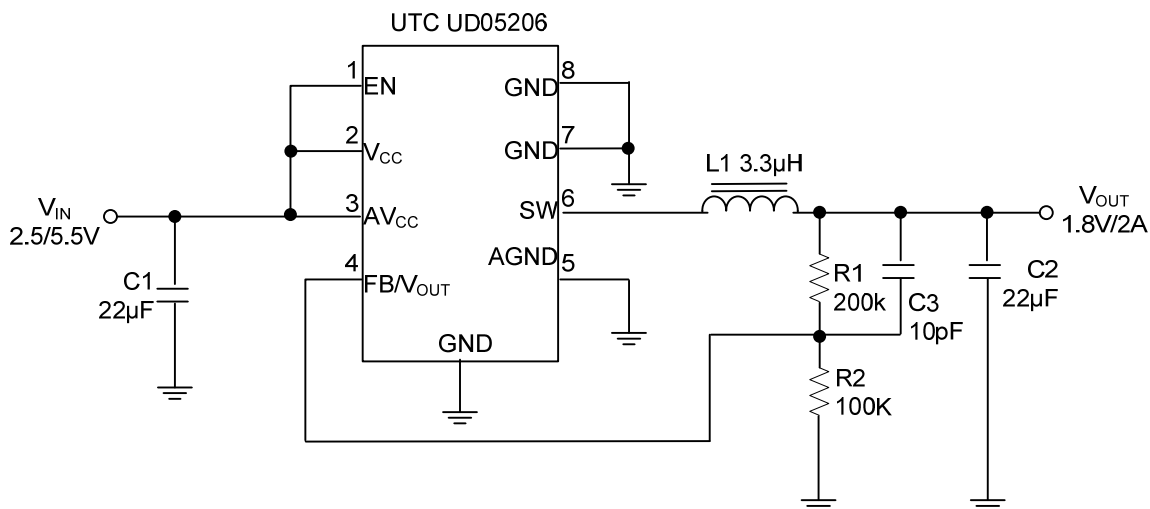 UTC UD05206
1
EN
2
VCC
3
AVCC
4
FB/VOUT
8
GND
7
GND
6
SW
5
AGND
GND
VIN
2.5/5.5V
C1
22µF
L1 3.3µH
VOUT
1.8V/2A
R1
200k
C3
10pF
C2
22µF
R2
100K